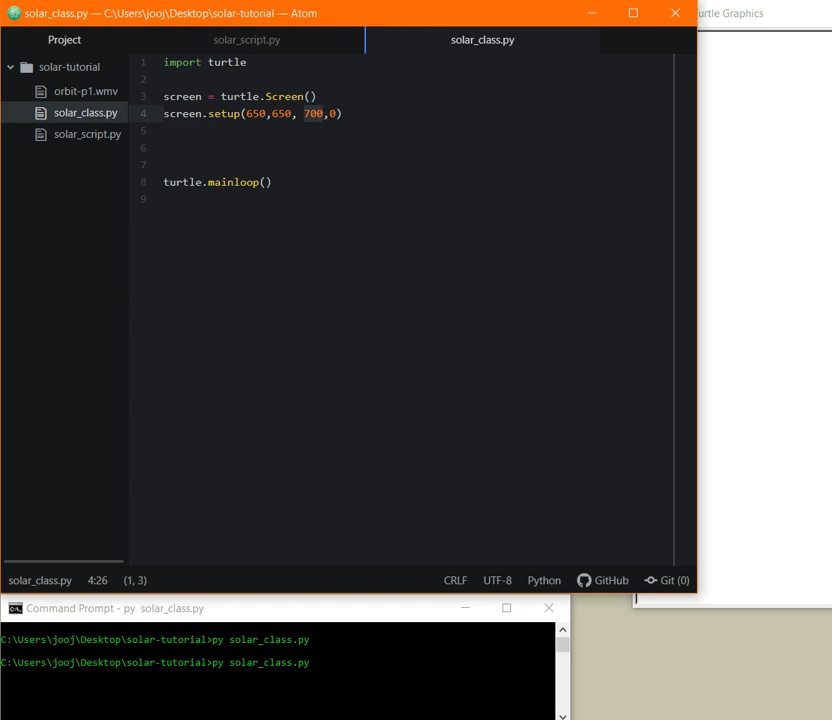 solar_class.py — C:\Users\jooj\Desktop\solar-tutorial — Atom
urtle Graphics
Project
solar_script.py
solar_class.py
solar-tutorial
orbit-p1.wmv
solar_class.py
solar_script.py
1 import turtle
2
3 screen = turtle.Screen()
4 screen.setup(650,650, 700,0)
5
6
7
8 turtle.mainloop()
9
solar_class.py 4:26 (1, 3) CRLF UTF-8 Python GitHub Git (0)
Command Prompt - py  solar_class.py
C:\Users\jooj\Desktop\solar-tutorial>py solar_class.py
C:\Users\jooj\Desktop\solar-tutorial>py solar_class.py